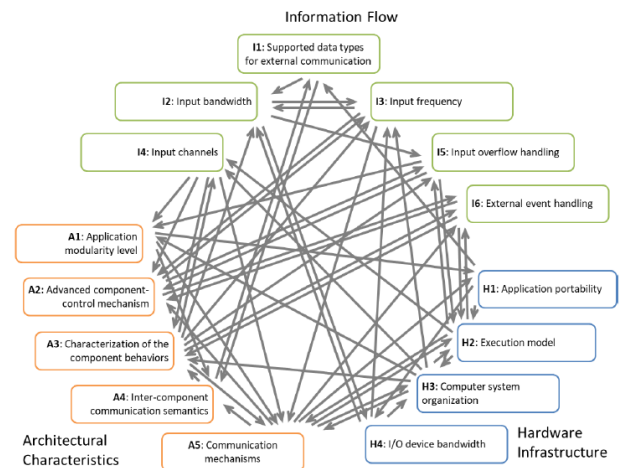 Information Flow
I1: Supported data types
for external communication
I2: Input bandwidth
I3: Input frequency
I4: Input channels
I5: Input overflow handling
I6: External event handling
A1: Application
modularity level
A2: Advanced component-
control mechanism
H1: Application portability
A3: Characterization of the
component behaviors
H2: Execution model
A4: Inter-component
communication semantics
H3: Computer system
organization
A5: Communication
mechanisms
H4: I/O device bandwidth
Architectural
Characteristics
Hardware
Infrastructure